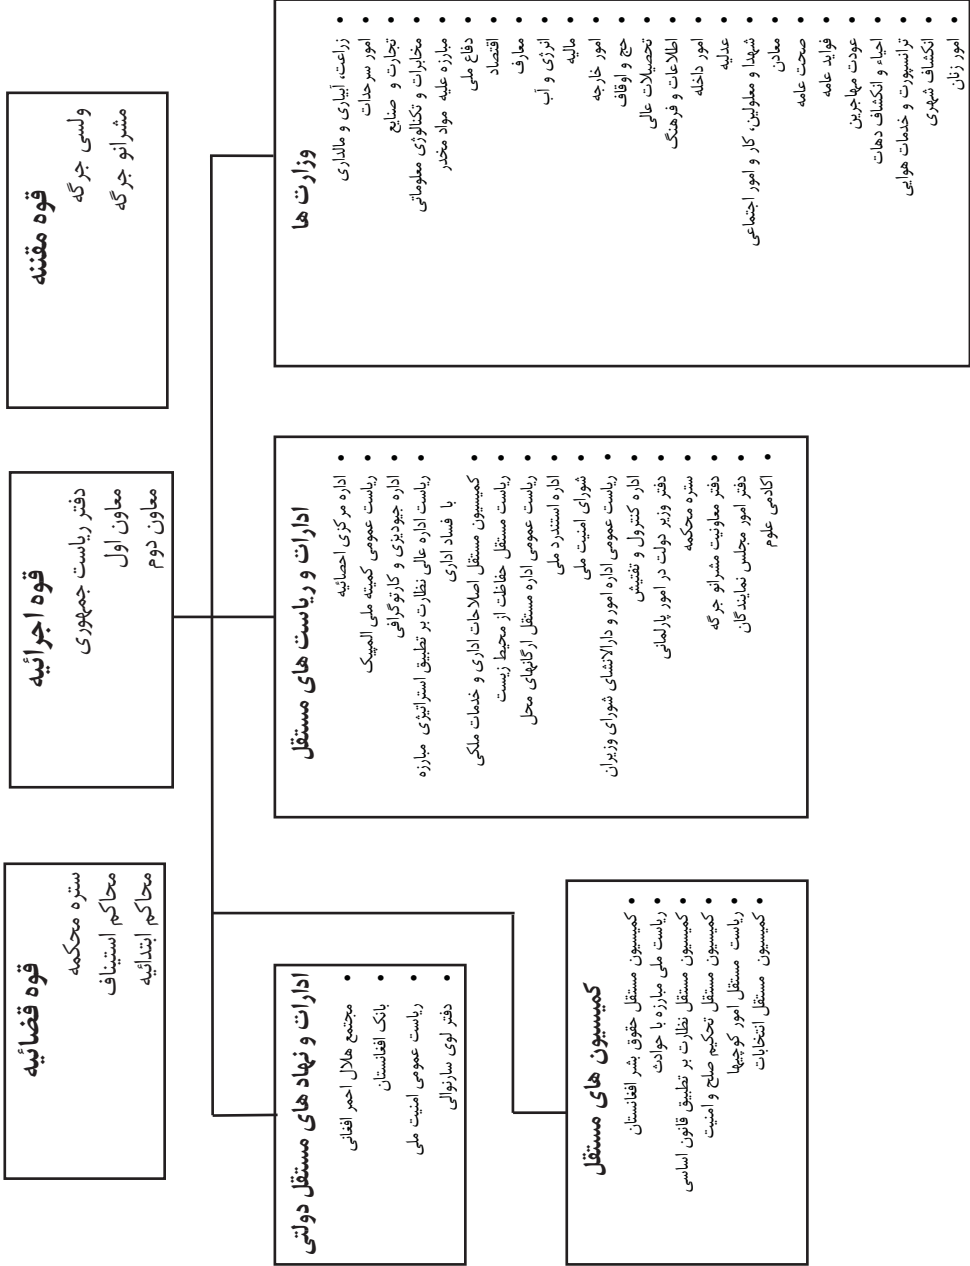 قوه مقننه
ولسی جرگه
مشرانو جرگه
قوه اجرائیه
دفتر ریاست جمهوری
معاون اول
معاون دوم
قوه قضائیه
ستره محکمه
محاکم استیناف
محاکم ابتدائیه
وزارت ها
• زراعت، آبیاری و مالداری
• امور سرحدات
• تجارت و صنایع
• مخابرات و تکنالوژی معلوماتی
• مبارزه علیه مواد مخدر
• دفاع ملی
• اقتصاد
• معارف
• انرژی و آب
• مالیه
• امور خارجه
• حج و اوقاف
• تحصیلات عالی
• اطلاعات و فرهنگ
• امور داخله
• عدلیه
• شهدا و معلولین، کار و امور اجتماعی
• معادن
• صحت عامه
• فواید عامه
• عودت مهاجرین
• احیاء و انکشاف دهات
• ترانسپورت و خدمات هوایی
• انکشاف شهری
• امور زنان
ادارات و ریاست های مستقل
• اداره مرکزی احصائیه
• ریاست عمومی کمیته ملی المپیک
• اداره جیودیزی و کارتوگرافی
• ریاست اداره عالی نظارت بر تطبیق استراتیژی مبارزه
با فساد اداری
• کمیسیون مستقل اصلاحات اداری و خدمات ملکی
• ریاست مستقل حفاظت از محیط زیست
• ریاست عمومی اداره مستقل ارگانهای محل
• اداره استندرد ملی
• شورای امنیت ملی
• ریاست عمومی اداره امور و دارالانشای شورای وزیران
• اداره کنترول و تفتیش
• دفتر وزیر دولت در امور پارلمانی
• ستره محکمه
• دفتر معاونیت مشرانو جرگه
• دفتر امور مجلس نمایندگان
• اکادمی علوم
ادارات و نهاد های مستقل دولتی
• مجتمع هلال احمر افغانی
• بانک افغانستان
• ریاست عمومی امنیت ملی
• دفتر لوی سارنوالی
کمیسیون های مستقل
• کمیسیون مستقل حقوق بشر افغانستان
• ریاست ملی مبارزه با حوادث
• کمیسیون مستقل نظارت بر تطبیق قانون اساسی
• کمیسیون مستقل تحکیم صلح و امنیت
• ریاست مستقل امور کوچیها
• کمیسیون مستقل انتخابات